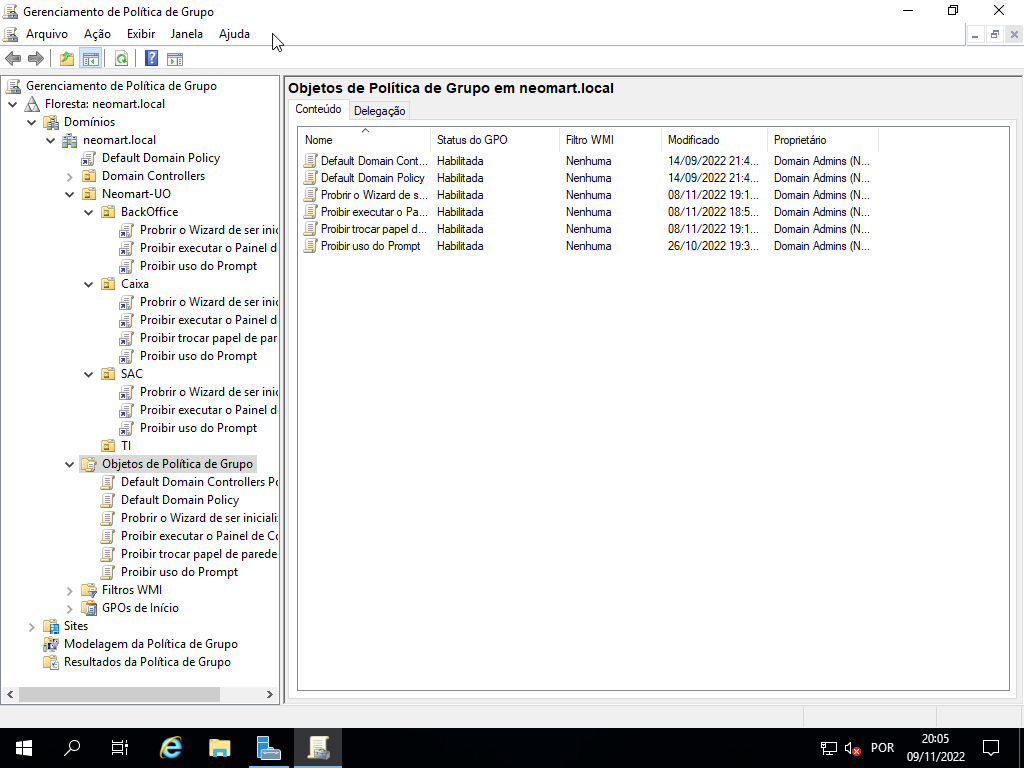 Gerenciamento de Política de Grupo
Arquivo Ação Exibir Janela Ajuda
Gerenciamento de Política de Grupo
Floresta: neomart.local
Domínios
neomart.local
Default Domain Policy
Domain Controllers
Neomart-UO
BackOffice
Probrir o Wizard de ser inic
Proibir executar o Painel d
Proibir uso do Prompt
Caixa
Probrir o Wizard de ser inic
Proibir executar o Painel d
Proibir trocar papel de par
Proibir uso do Prompt
SAC
Probrir o Wizard de ser inic
Proibir executar o Painel d
Proibir uso do Prompt
TI
Objetos de Política de Grupo
Default Domain Controllers Po
Default Domain Policy
Probrir o Wizard de ser iniciali
Proibir executar o Painel de Co
Proibir trocar papel de parede
Proibir uso do Prompt
Filtros WMI
GPOs de Início
Sites
Modelagem da Política de Grupo
Resultados da Política de Grupo
Objetos de Política de Grupo em neomart.local
Conteúdo Delegação
Nome Status do GPO Filtro WMI Modificado Proprietário
Default Domain Cont... Habilitada Nenhuma 14/09/2022 21:4... Domain Admins (N...
Default Domain Policy Habilitada Nenhuma 14/09/2022 21:4... Domain Admins (N...
Probrir o Wizard de s... Habilitada Nenhuma 08/11/2022 19:1... Domain Admins (N...
Proibir executar o Pa... Habilitada Nenhuma 08/11/2022 18:5... Domain Admins (N...
Proibir trocar papel d... Habilitada Nenhuma 08/11/2022 19:1... Domain Admins (N...
Proibir uso do Prompt Habilitada Nenhuma 26/10/2022 19:3... Domain Admins (N...
POR
20:05
09/11/2022